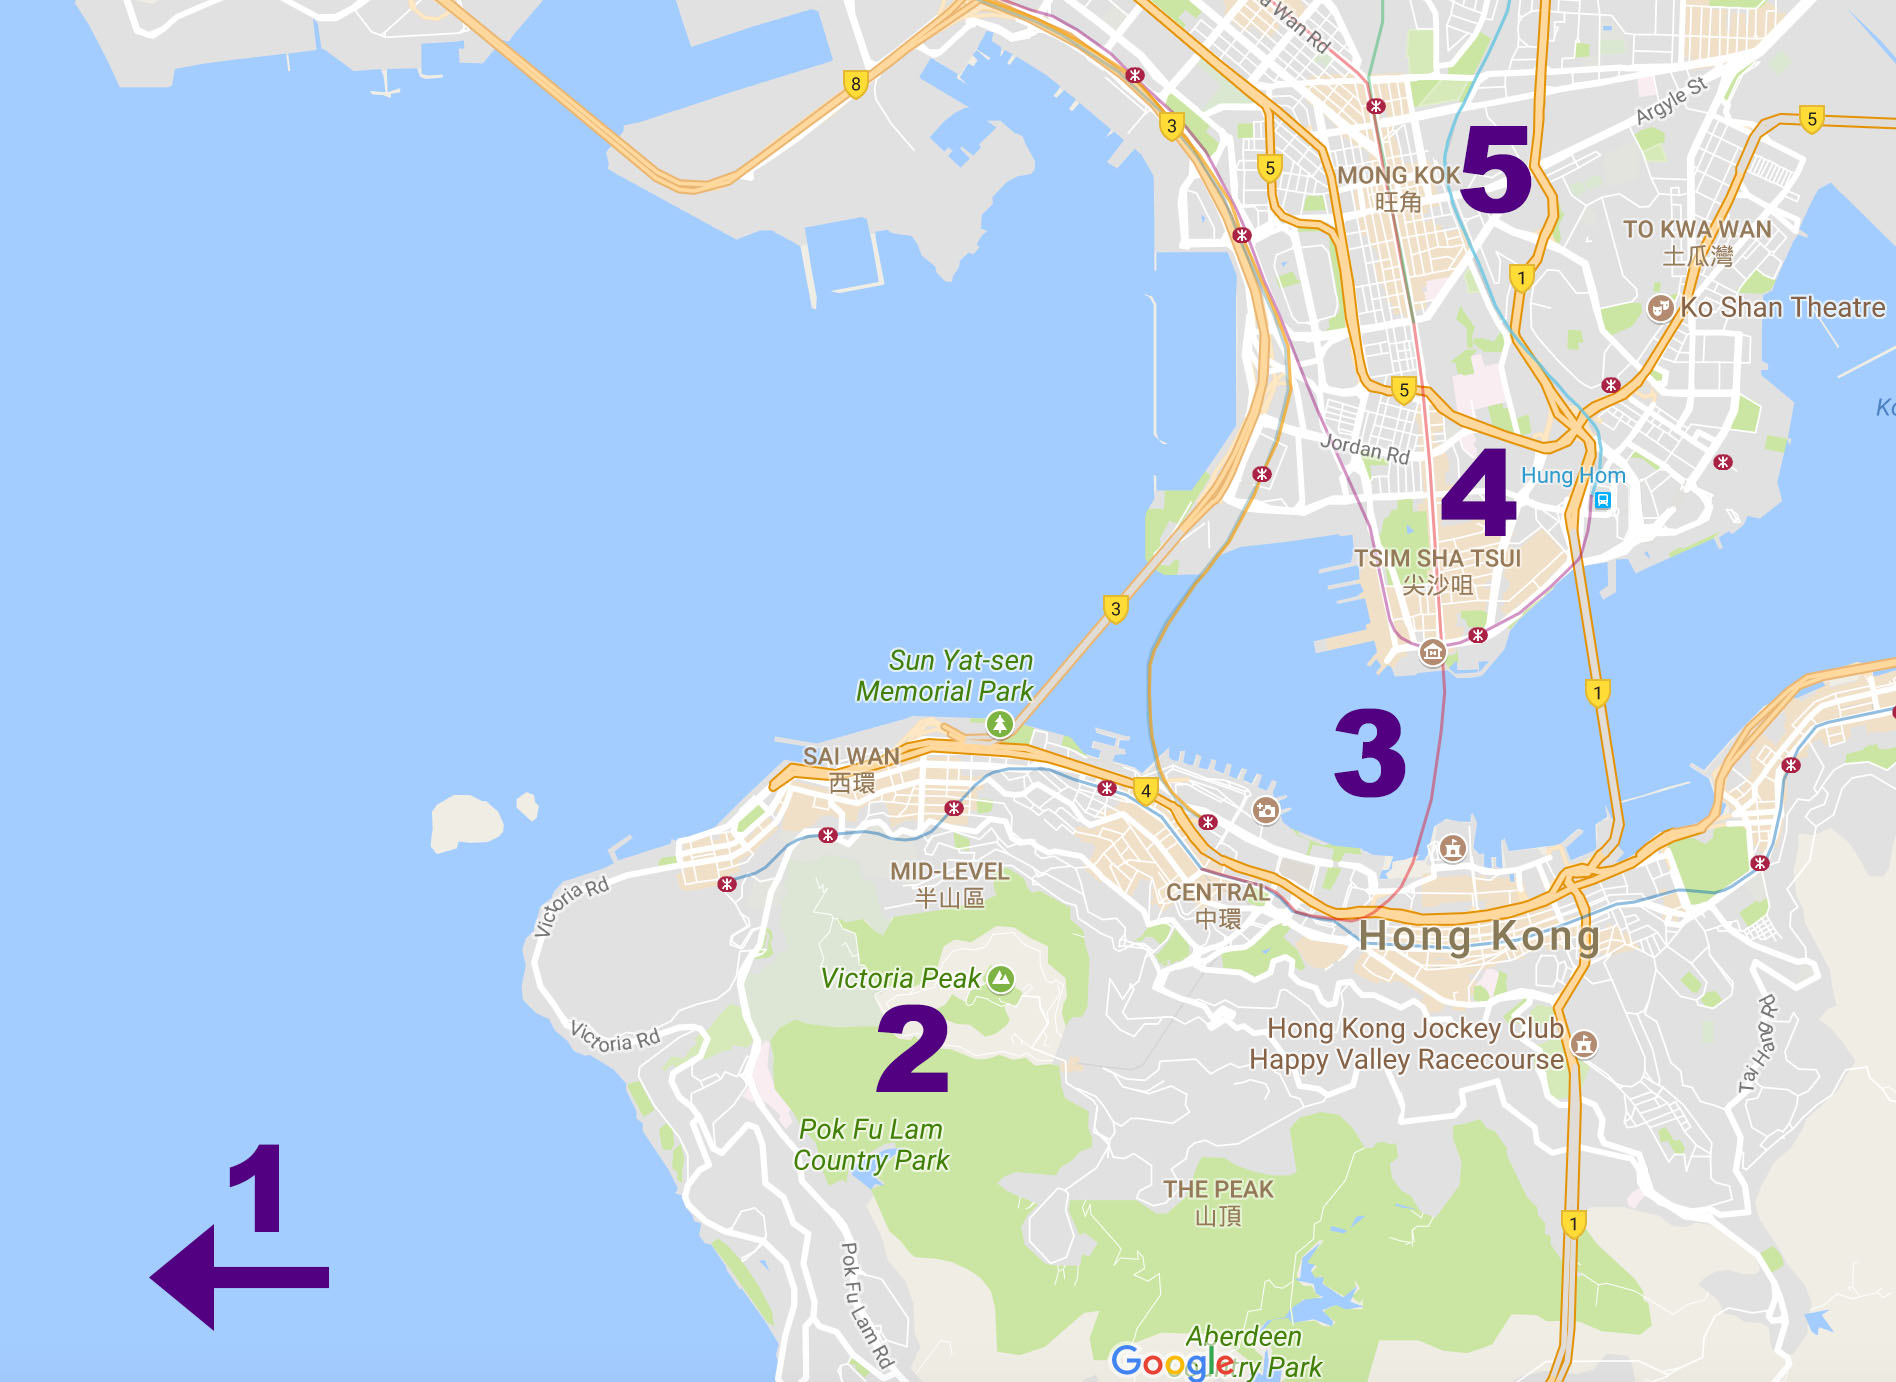 a Wan Rd
8
3
5
Argyle St
5
5
MONG KOK
旺角
TO KWA WAN
土瓜灣
1
Ko Shan Theatre
5
Jordan Rd
4
Hung Hom
TSIM SHA TSUI
尖沙咀
3
Sun Yat-sen
Memorial Park
1
3
SAI WAN
西環
4
MID-LEVEL
半山區
CENTRAL
中環
Victoria Rd
Hong Kong
Victoria Peak
2
Victoria Rd
Hong Kong Jockey Club
Happy Valley Racecourse
Tai Hang Rd
Pok Fu Lam
Country Park
1
THE PEAK
山頂
1
Pok Fu Lam Rd
Aberdeen
Google
try Park